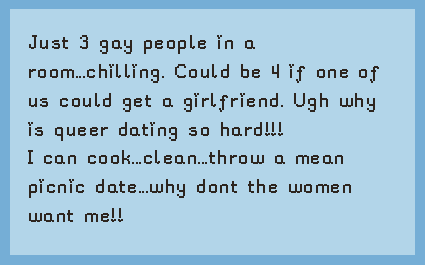 Just 3 gay people in a
room...chilling. Could be 4 if one of
us could get a girlfriend. Ugh why
is queer dating so hard!!!
I can cook...clean...throw a mean
picnic date...why dont the women
want me!!